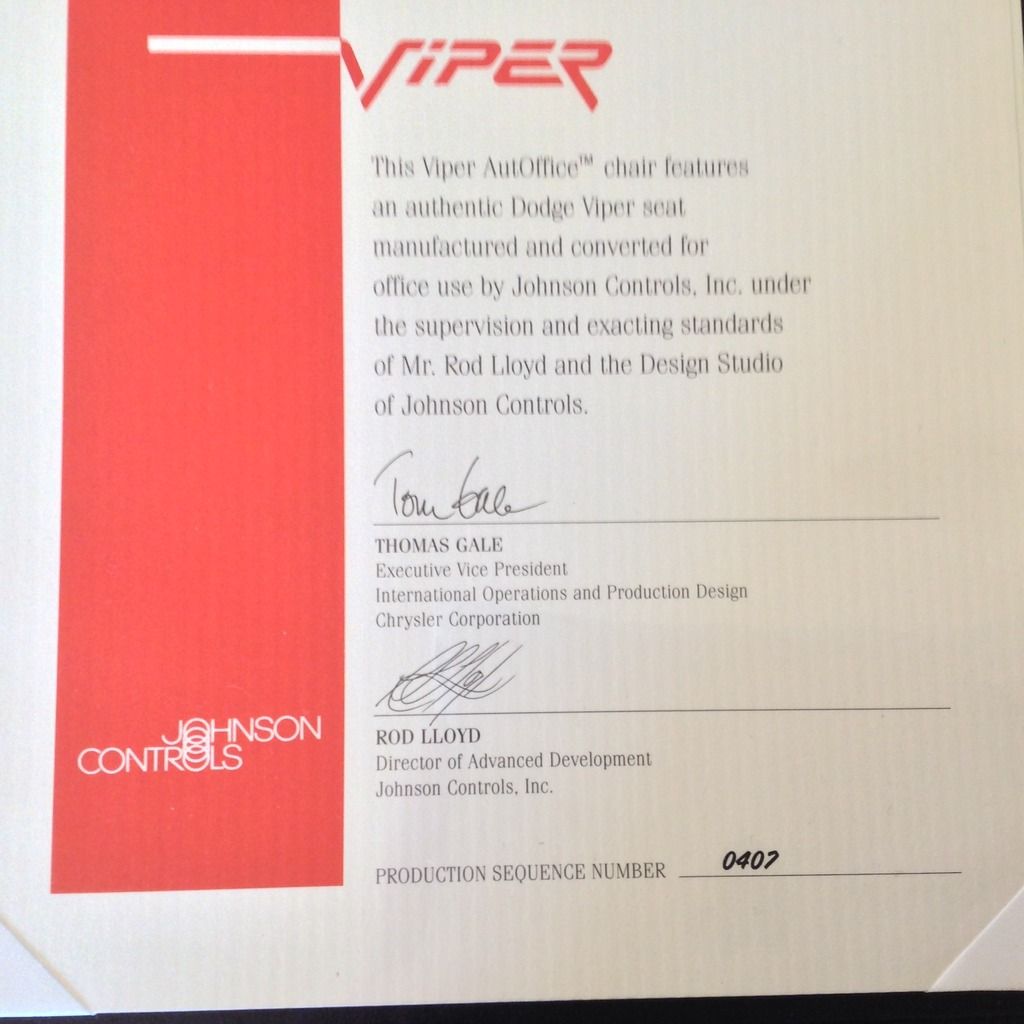 VIPER
This Viper AutOffice™ chair features
an authentic Dodge Viper seat
manufactured and converted for
office use by Johnson Controls, Inc. under
the supervision and exacting standards
of Mr. Rod Lloyd and the Design Studio
of Johnson Controls.
Tom Gale
THOMAS GALE
Executive Vice President
International Operations and Production Design
Chrysler Corporation
ROD LLOYD
Director of Advanced Development
Johnson Controls, Inc.
JOHNSON
CONTROLS
PRODUCTION SEQUENCE NUMBER 0407